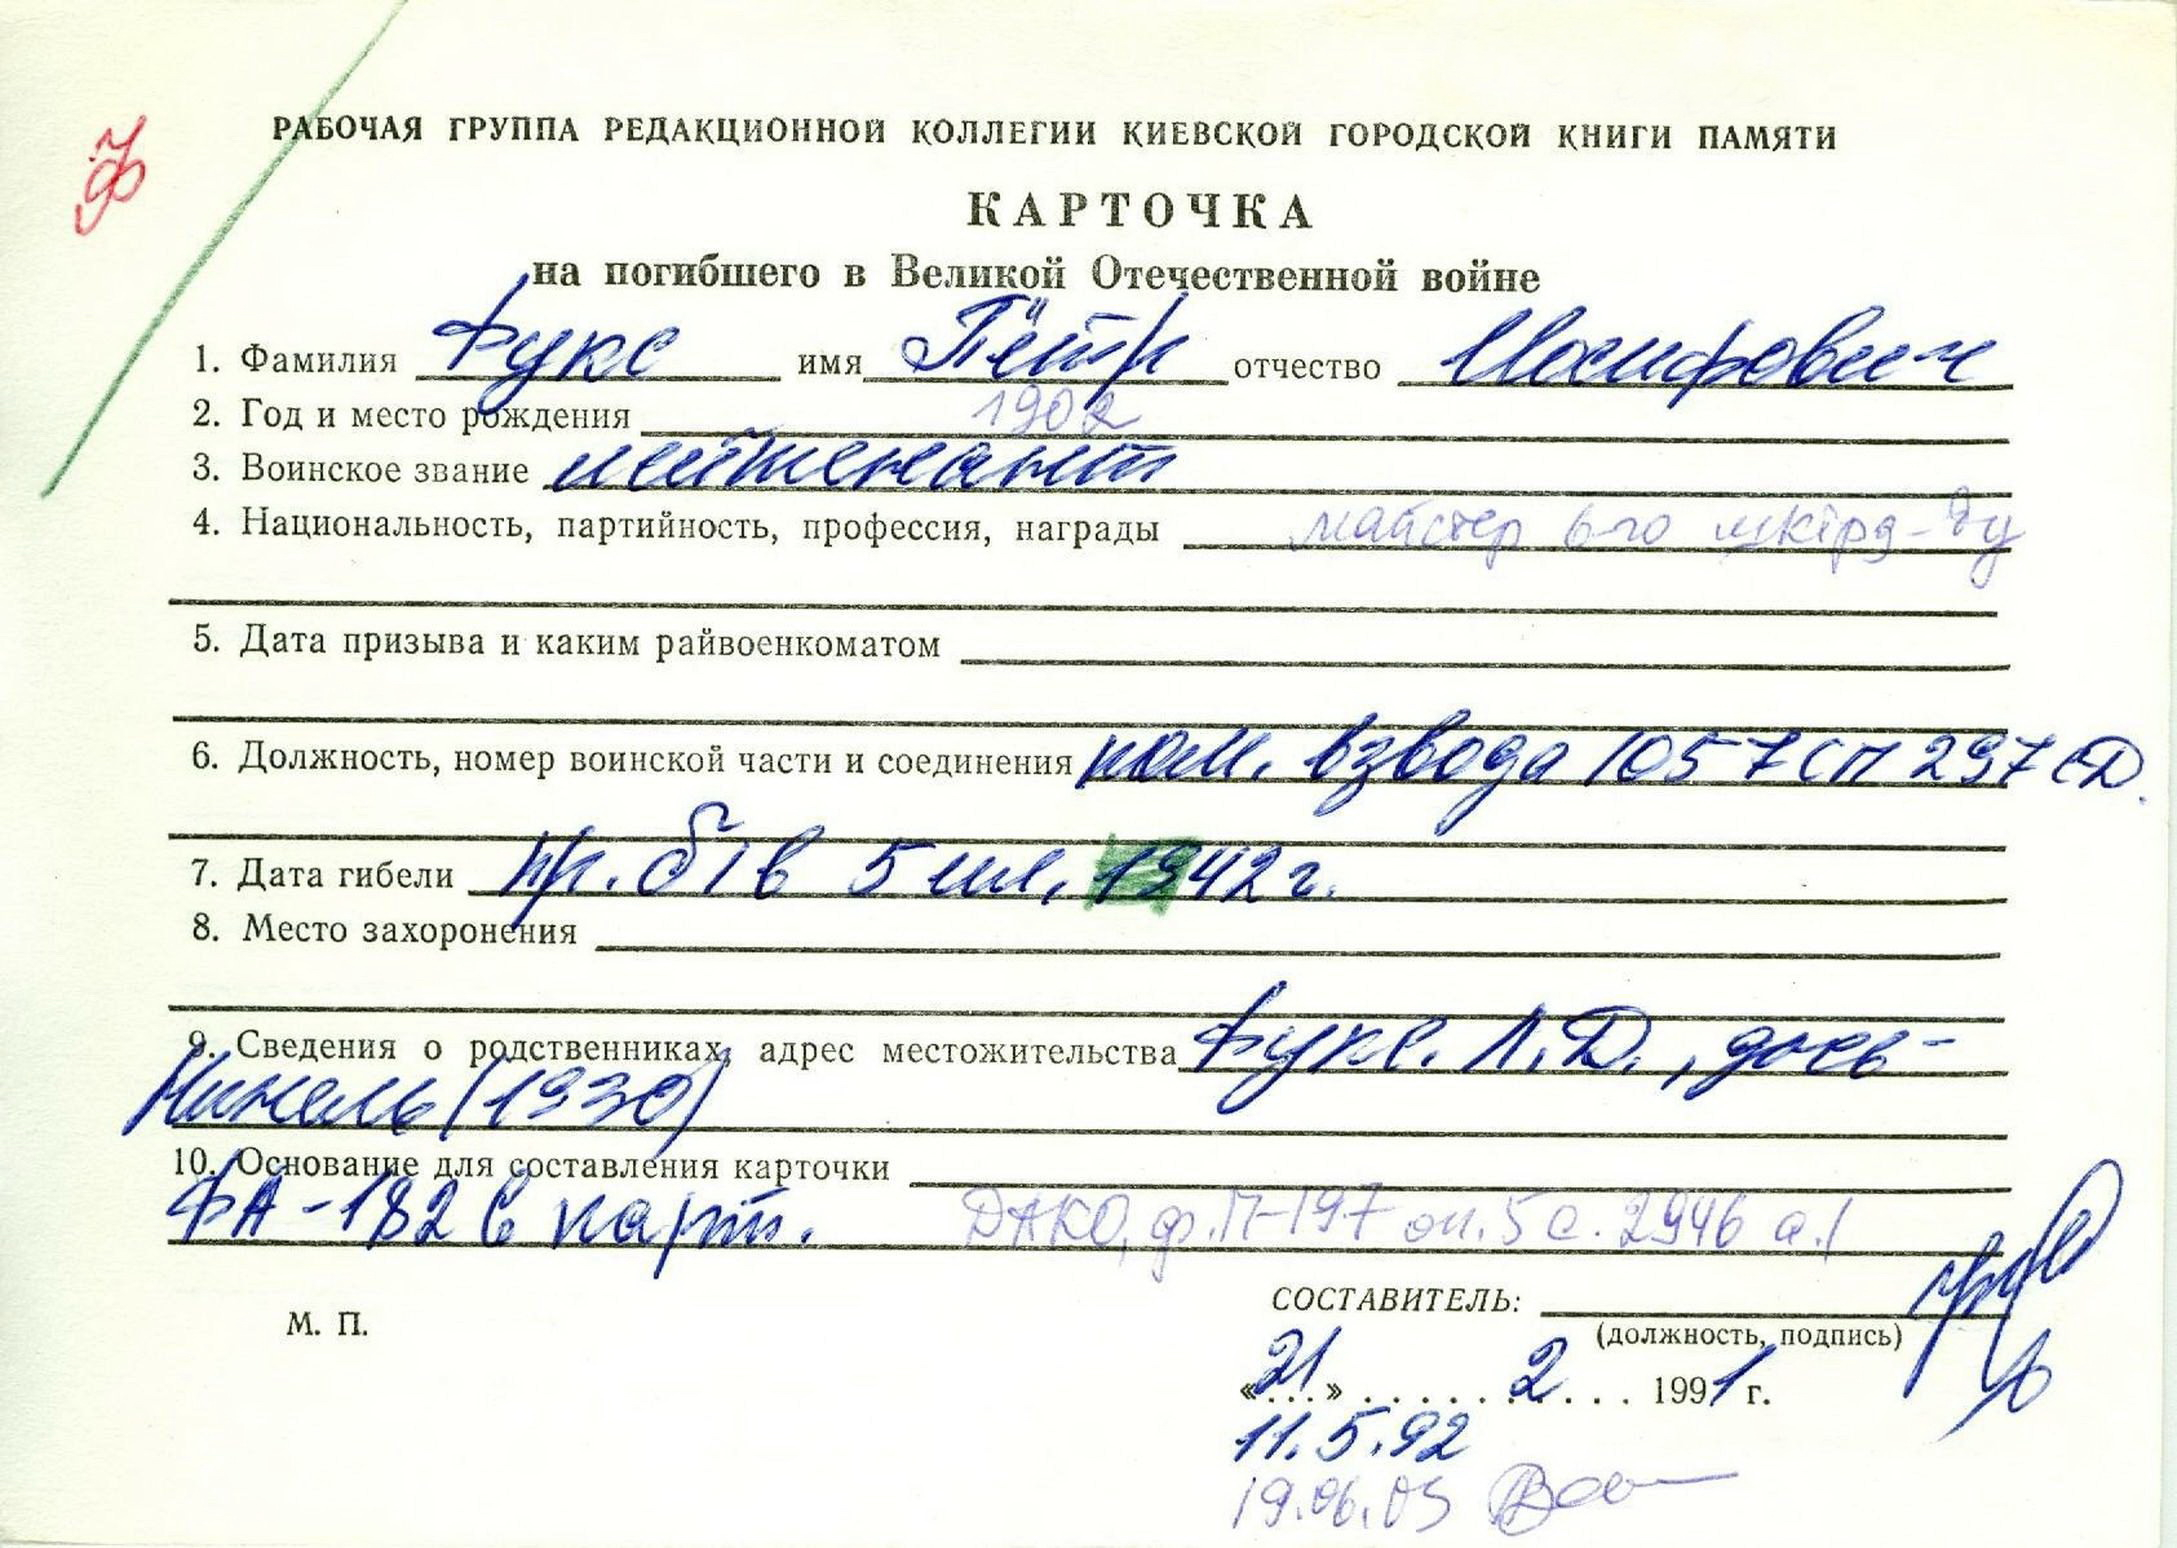 Ф
РАБОЧАЯ ГРУППА РЕДАКЦИОННОЙ КОЛЛЕГИИ КИЕВСКОЙ ГОРОДСКОЙ КНИГИ ПАМЯТИ
КАРТОЧКА
на погибшего в Великой Отечественной войне
1. Фамилия Фукс имя Пётр отчество Иосифович
2. Год и место рождения 1902
3. Воинское звание лейтенант
4. Национальность, партийность, профессия, награды майстер 6-го шкірз-ду
5. Дата призыва и каким райвоенкоматом
6. Должность, номер воинской части и соединения ком. взвода 1057 СП 297 СД.
7. Дата гибели пр. б/в 5 1942 г.
8. Место захоронения
9. Сведения о родственниках, адрес местожительства Фукс. Л.Д., дочь -
Нинель (1930)
10. Основание для составления карточки
ФА-182 в карт. ДАКО, ф.П-197 оп.5 с. 2946 а.1
СОСТАВИТЕЛЬ:
М. П.
(должность, подпись)
«21» 2 1991 г.
11.5.92
19.06.03